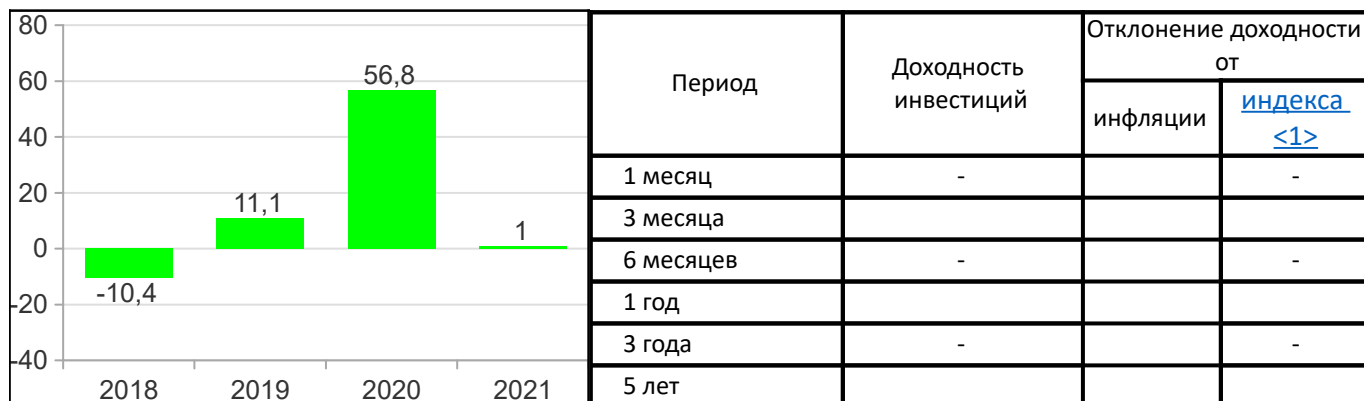 80
60
40
20
0
-20
-40
-10,4
11,1
56,8
1
2018 2019 2020 2021
Период
Доходность
инвестиций
Отклонение доходности
от
инфляции
индекса
<1>
1 месяц - -
3 месяца
6 месяцев - -
1 год
3 года - -
5 лет